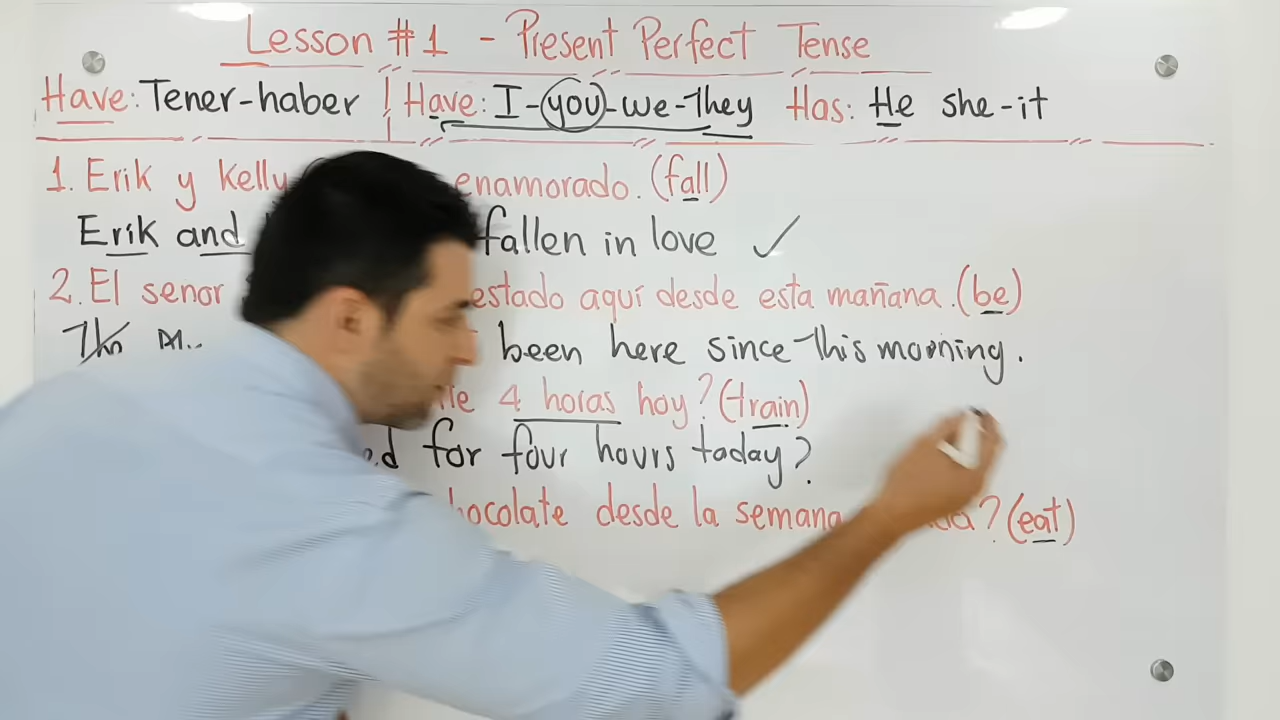 Lesson #1 - Present Perfect Tense
Have: Tener-haber | Have: I-you-we-They Has: He she-it
1. Erik y Kelly enamorado. (fall)
Erik and fallen in love ✓
2. El senor estado aquí desde esta mañana. (be)
been here since this morning.
4 horas hoy? (train)
for four hours today?
desde la semana ? (eat)